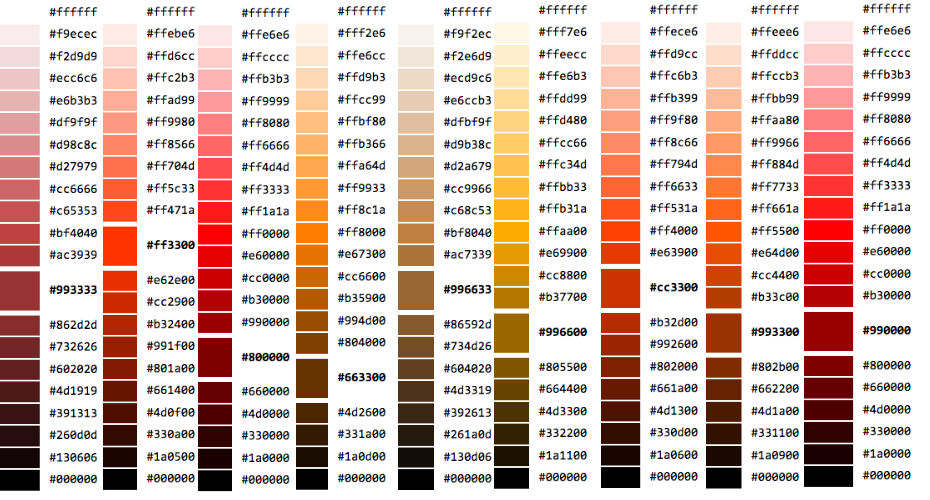 #ffffff
#f9ecec
#f2d9d9
#ecc6c6
#e6b3b3
#df9f9f
#d98c8c
#d27979
#cc6666
#c65353
#bf4040
#ac3939
#993333
#862d2d
#732626
#602020
#4d1919
#391313
#260d0d
#130606
#000000
#ffffff
#ffebe6
#ffd6cc
#ffc2b3
#ffad99
#ff9980
#ff8566
#ff704d
#ff5c33
#ff471a
#ff3300
#e62e00
#cc2900
#b32400
#991f00
#801a00
#661400
#4d0f00
#330a00
#1a0500
#000000
#ffffff
#ffe6e6
#ffcccc
#ffb3b3
#ff9999
#ff8080
#ff6666
#ff4d4d
#ff3333
#ff1a1a
#ff0000
#e60000
#cc0000
#b30000
#990000
#800000
#660000
#4d0000
#330000
#1a0000
#000000
#ffffff
#fff2e6
#ffe6cc
#ffd9b3
#ffcc99
#ffbf80
#ffb366
#ffa64d
#ff9933
#ff8c1a
#ff8000
#e67300
#cc6600
#b35900
#994d00
#804000
#663300
#4d2600
#331a00
#1a0d00
#000000
#ffffff
#f9f2ec
#f2e6d9
#ecd9c6
#e6ccb3
#dfbf9f
#d9b38c
#d2a679
#cc9966
#c68c53
#bf8040
#ac7339
#996633
#86592d
#734d26
#604020
#4d3319
#392613
#261a0d
#130d06
#000000
#ffffff
#fff7e6
#ffeecc
#ffe6b3
#ffdd99
#ffd480
#ffcc66
#ffc34d
#ffbb33
#ffb31a
#ffaa00
#e69900
#cc8800
#b37700
#996600
#805500
#664400
#4d3300
#332200
#1a1100
#000000
#ffffff
#ffece6
#ffd9cc
#ffc6b3
#ffb399
#ff9f80
#ff8c66
#ff794d
#ff6633
#ff531a
#ff4000
#e63900
#cc3300
#b32d00
#992600
#802000
#661a00
#4d1300
#330d00
#1a0600
#000000
#ffffff
#ffeee6
#ffddcc
#ffccb3
#ffbb99
#ffaa80
#ff9966
#ff884d
#ff7733
#ff661a
#ff5500
#e64d00
#cc4400
#b33c00
#993300
#802b00
#662200
#4d1a00
#331100
#1a0900
#000000
#ffffff
#ffe6e6
#ffcccc
#ffb3b3
#ff9999
#ff8080
#ff6666
#ff4d4d
#ff3333
#ff1a1a
#ff0000
#e60000
#cc0000
#b30000
#990000
#800000
#660000
#4d0000
#330000
#1a0000
#000000